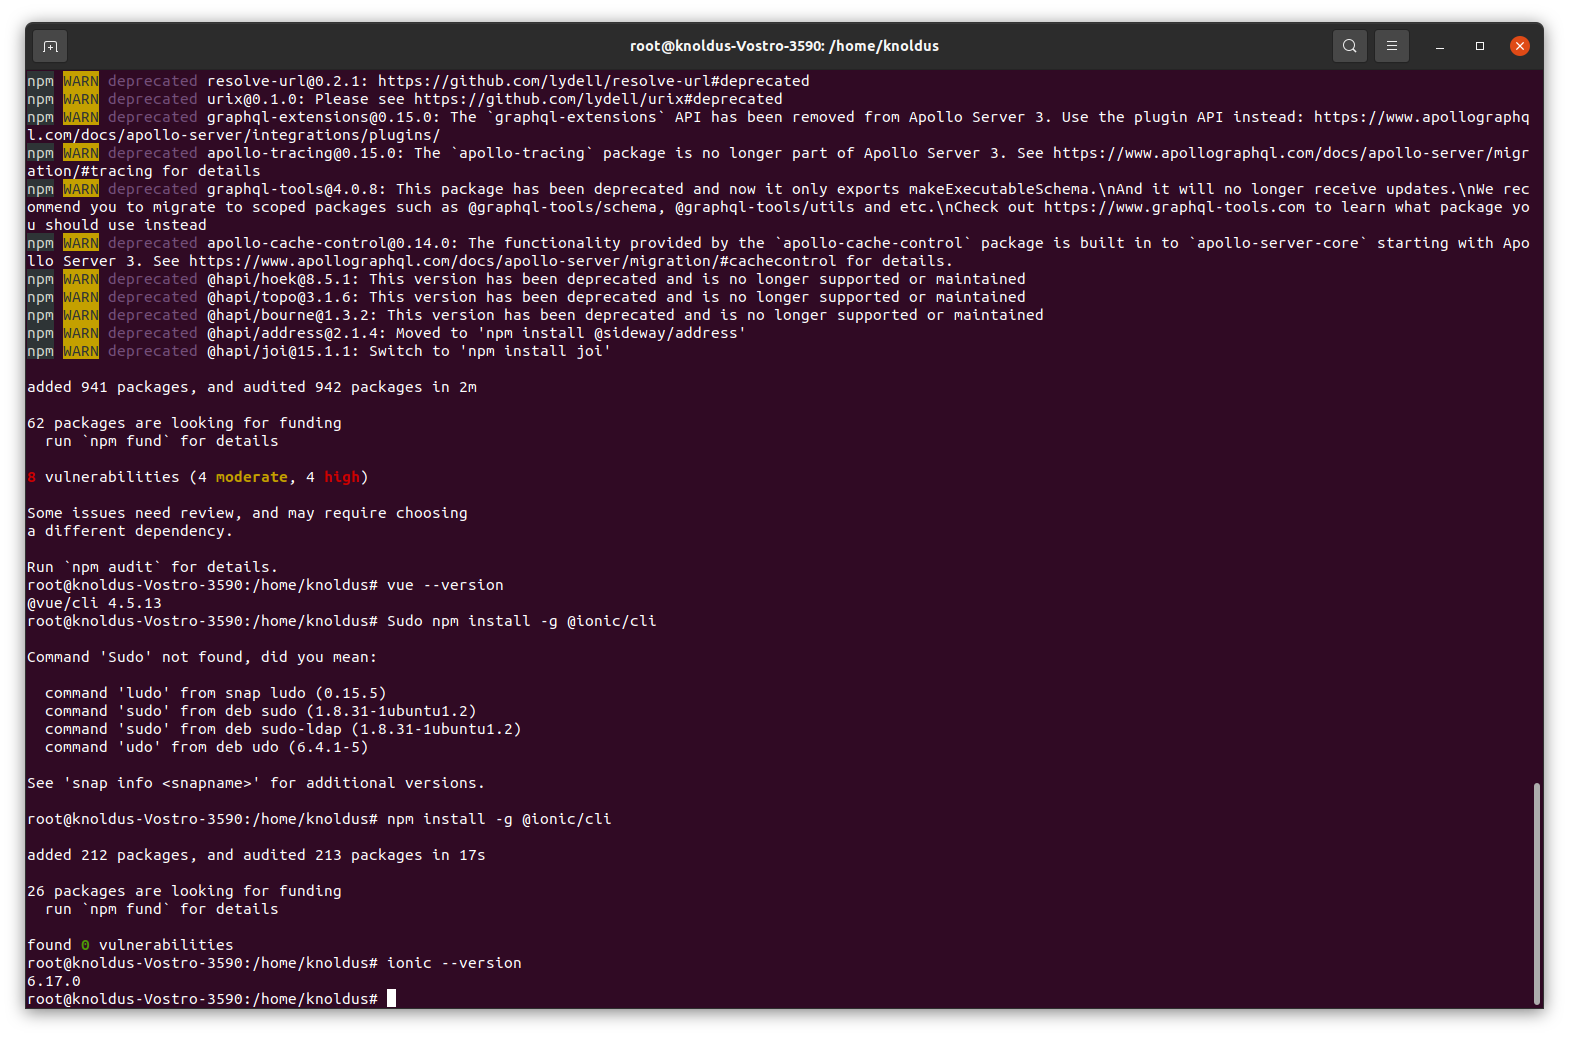 root@knoldus-Vostro-3590: /home/knoldus
npm WARN deprecated resolve-url@0.2.1: https://github.com/lydell/resolve-url#deprecated
npm WARN deprecated urix@0.1.0: Please see https://github.com/lydell/urix#deprecated
npm WARN deprecated graphql-extensions@0.15.0: The `graphql-extensions` API has been removed from Apollo Server 3. Use the plugin API instead: https://www.apollographq
l.com/docs/apollo-server/integrations/plugins/
npm WARN deprecated apollo-tracing@0.15.0: The `apollo-tracing` package is no longer part of Apollo Server 3. See https://www.apollographql.com/docs/apollo-server/migr
ation/#tracing for details
npm WARN deprecated graphql-tools@4.0.8: This package has been deprecated and now it only exports makeExecutableSchema.\nAnd it will no longer receive updates.\nWe rec
ommend you to migrate to scoped packages such as @graphql-tools/schema, @graphql-tools/utils and etc.\nCheck out https://www.graphql-tools.com to learn what package yo
u should use instead
npm WARN deprecated apollo-cache-control@0.14.0: The functionality provided by the `apollo-cache-control` package is built in to `apollo-server-core` starting with Apo
llo Server 3. See https://www.apollographql.com/docs/apollo-server/migration/#cachecontrol for details.
npm WARN deprecated @hapi/hoek@8.5.1: This version has been deprecated and is no longer supported or maintained
npm WARN deprecated @hapi/topo@3.1.6: This version has been deprecated and is no longer supported or maintained
npm WARN deprecated @hapi/bourne@1.3.2: This version has been deprecated and is no longer supported or maintained
npm WARN deprecated @hapi/address@2.1.4: Moved to 'npm install @sideway/address'
npm WARN deprecated @hapi/joi@15.1.1: Switch to 'npm install joi'
added 941 packages, and audited 942 packages in 2m
62 packages are looking for funding
  run `npm fund` for details
8 vulnerabilities (4 moderate, 4 high)
Some issues need review, and may require choosing
a different dependency.
Run `npm audit` for details.
root@knoldus-Vostro-3590:/home/knoldus# vue --version
@vue/cli 4.5.13
root@knoldus-Vostro-3590:/home/knoldus# Sudo npm install -g @ionic/cli
Command 'Sudo' not found, did you mean:
  command 'ludo' from snap ludo (0.15.5)
  command 'sudo' from deb sudo (1.8.31-1ubuntu1.2)
  command 'sudo' from deb sudo-ldap (1.8.31-1ubuntu1.2)
  command 'udo' from deb udo (6.4.1-5)
See 'snap info <snapname>' for additional versions.
root@knoldus-Vostro-3590:/home/knoldus# npm install -g @ionic/cli
added 212 packages, and audited 213 packages in 17s
26 packages are looking for funding
  run `npm fund` for details
found 0 vulnerabilities
root@knoldus-Vostro-3590:/home/knoldus# ionic --version
6.17.0
root@knoldus-Vostro-3590:/home/knoldus#